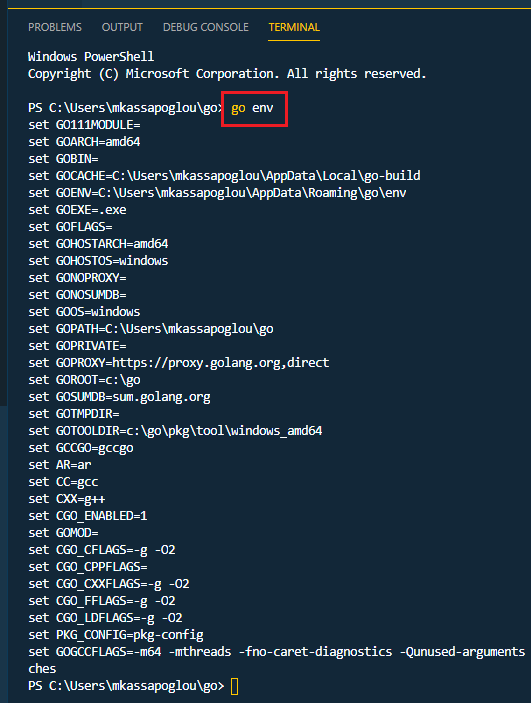 PROBLEMS OUTPUT DEBUG CONSOLE TERMINAL
Windows PowerShell
Copyright (C) Microsoft Corporation. All rights reserved.
PS C:\Users\mkassapoglou\go> go env
set GO111MODULE=
set GOARCH=amd64
set GOBIN=
set GOCACHE=C:\Users\mkassapoglou\AppData\Local\go-build
set GOENV=C:\Users\mkassapoglou\AppData\Roaming\go\env
set GOEXE=.exe
set GOFLAGS=
set GOHOSTARCH=amd64
set GOHOSTOS=windows
set GONOPROXY=
set GONOSUMDB=
set GOOS=windows
set GOPATH=C:\Users\mkassapoglou\go
set GOPRIVATE=
set GOPROXY=https://proxy.golang.org,direct
set GOROOT=c:\go
set GOSUMDB=sum.golang.org
set GOTMPDIR=
set GOTOOLDIR=c:\go\pkg\tool\windows_amd64
set GCCGO=gccgo
set AR=ar
set CC=gcc
set CXX=g++
set CGO_ENABLED=1
set GOMOD=
set CGO_CFLAGS=-g -O2
set CGO_CPPFLAGS=
set CGO_CXXFLAGS=-g -O2
set CGO_FFLAGS=-g -O2
set CGO_LDFLAGS=-g -O2
set PKG_CONFIG=pkg-config
set GOGCCFLAGS=-m64 -mthreads -fno-caret-diagnostics -Qunused-arguments
ches
PS C:\Users\mkassapoglou\go>